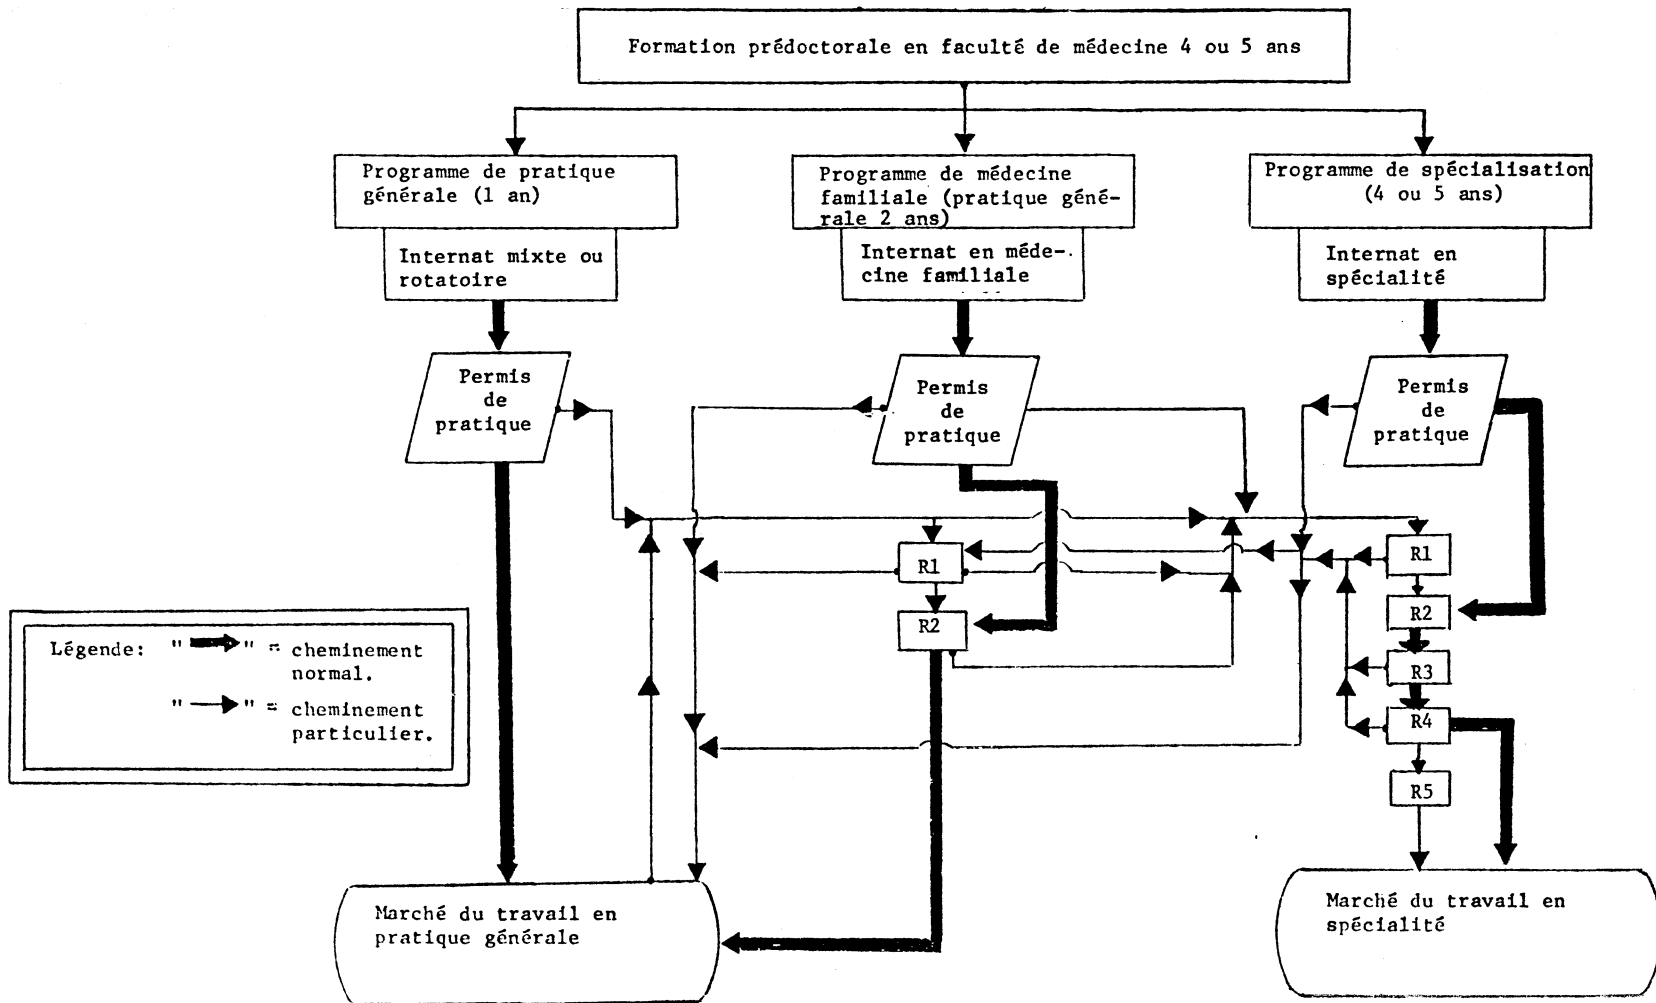 Formation prédoctorale en faculté de médecine 4 ou 5 ans
Programme de pratique
générale (1 an)
Programme de médecine
familiale (pratique géné-
rale 2 ans)
Programme de spécialisation
(4 ou 5 ans)
Internat mixte ou
rotatoire
Internat en méde-
cine familiale
Internat en
spécialité
Permis
de
pratique
Permis
de
pratique
Permis
de
pratique
R1
R2
R1
R2
R3
R4
R5
Légende: " " = cheminement
normal.
" " = cheminement
particulier.
Marché du travail en
pratique générale
Marché du travail en
spécialité